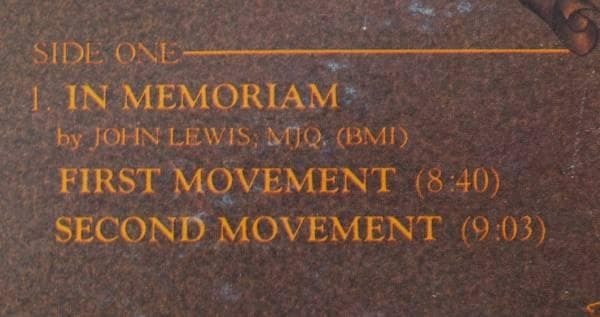 SIDE ONE
1. IN MEMORIAM
by JOHN LEWIS; MJQ, (BMI)
FIRST MOVEMENT (8:40)
SECOND MOVEMENT (9:03)